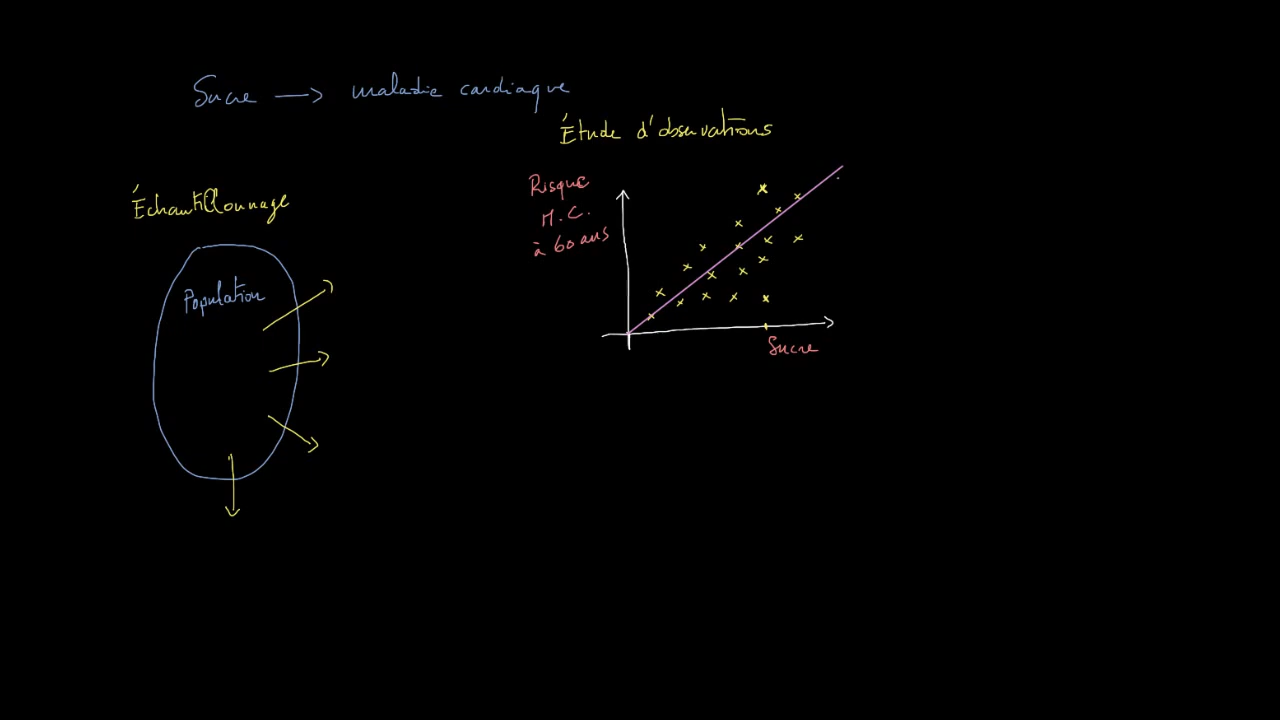 Sucre → maladie cardiaque
Étude d'observations
Échantillonnage
Risque
M.C.
à 60 ans
Population
Sucre